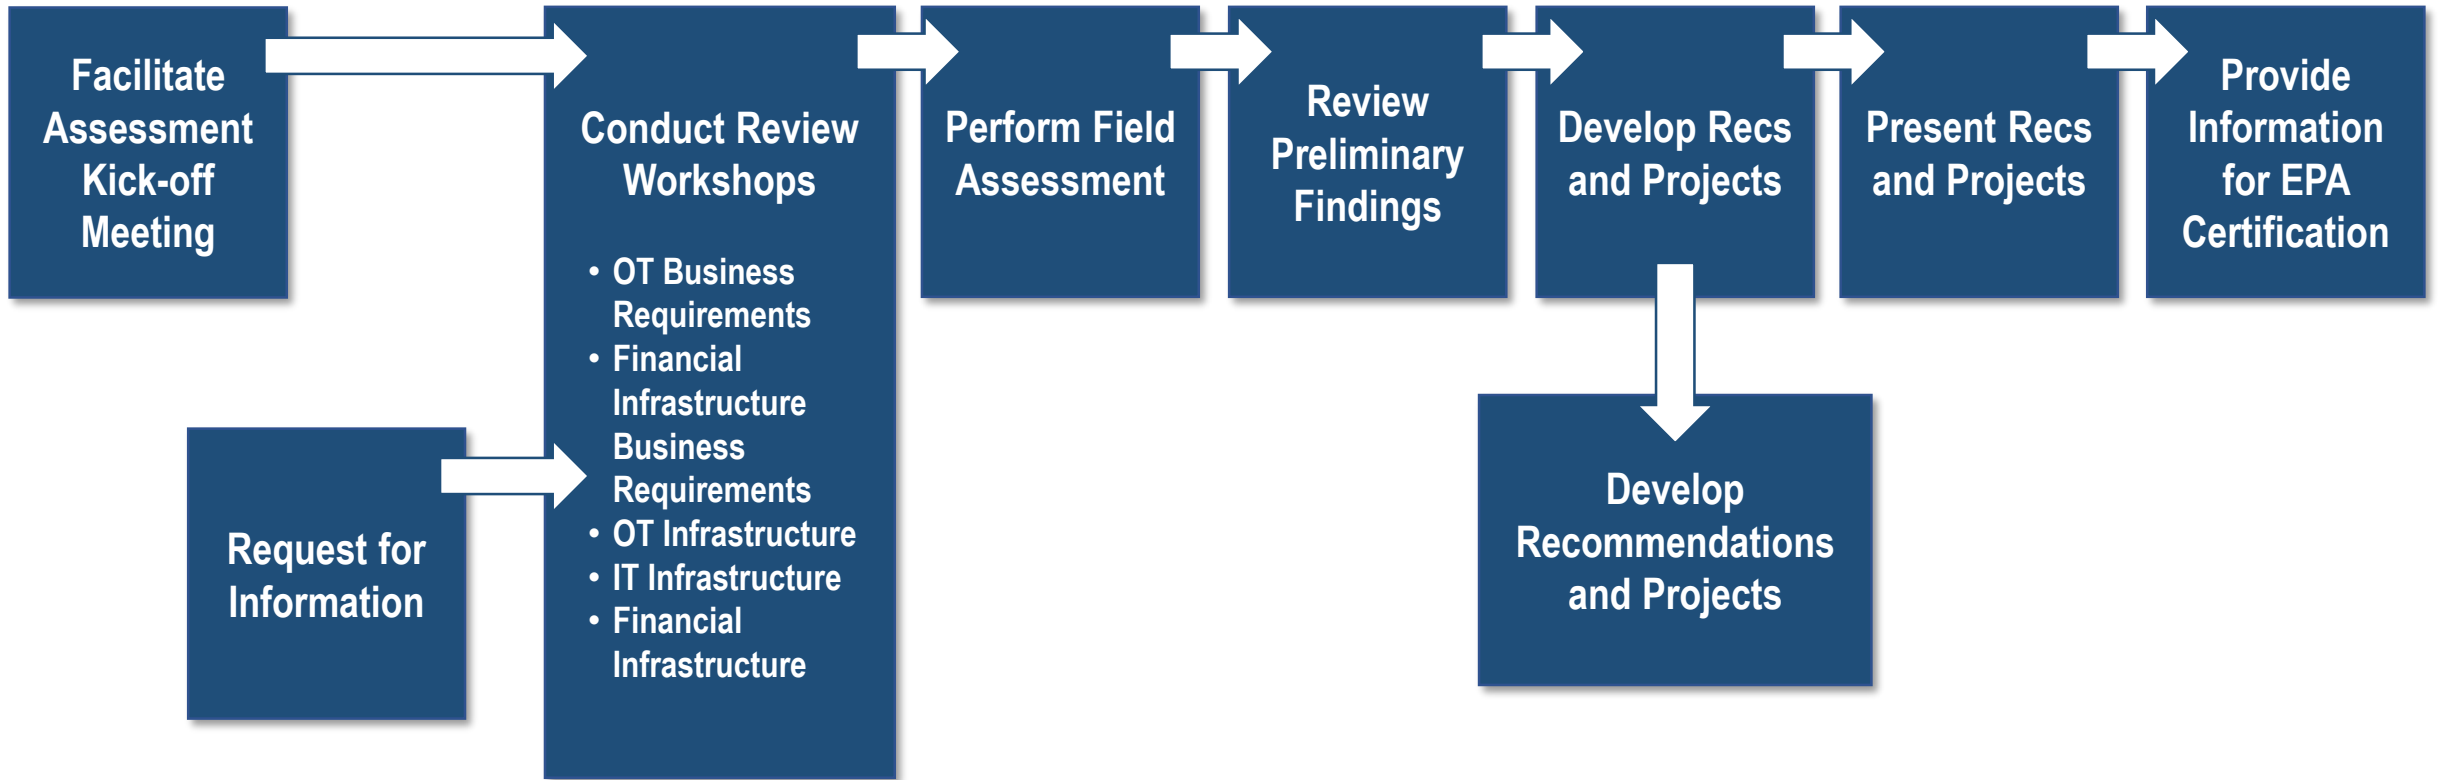 Facilitate
Assessment
Kick-off
Meeting
Request for
Information
Conduct Review
Workshops
• OT Business
Requirements
• Financial
Infrastructure
Business
Requirements
• OT Infrastructure
• IT Infrastructure
• Financial
Infrastructure
Perform Field
Assessment
Review
Preliminary
Findings
Develop Recs
and Projects
Develop
Recommendations
and Projects
Present Recs
and Projects
Provide
Information
for EPA
Certification